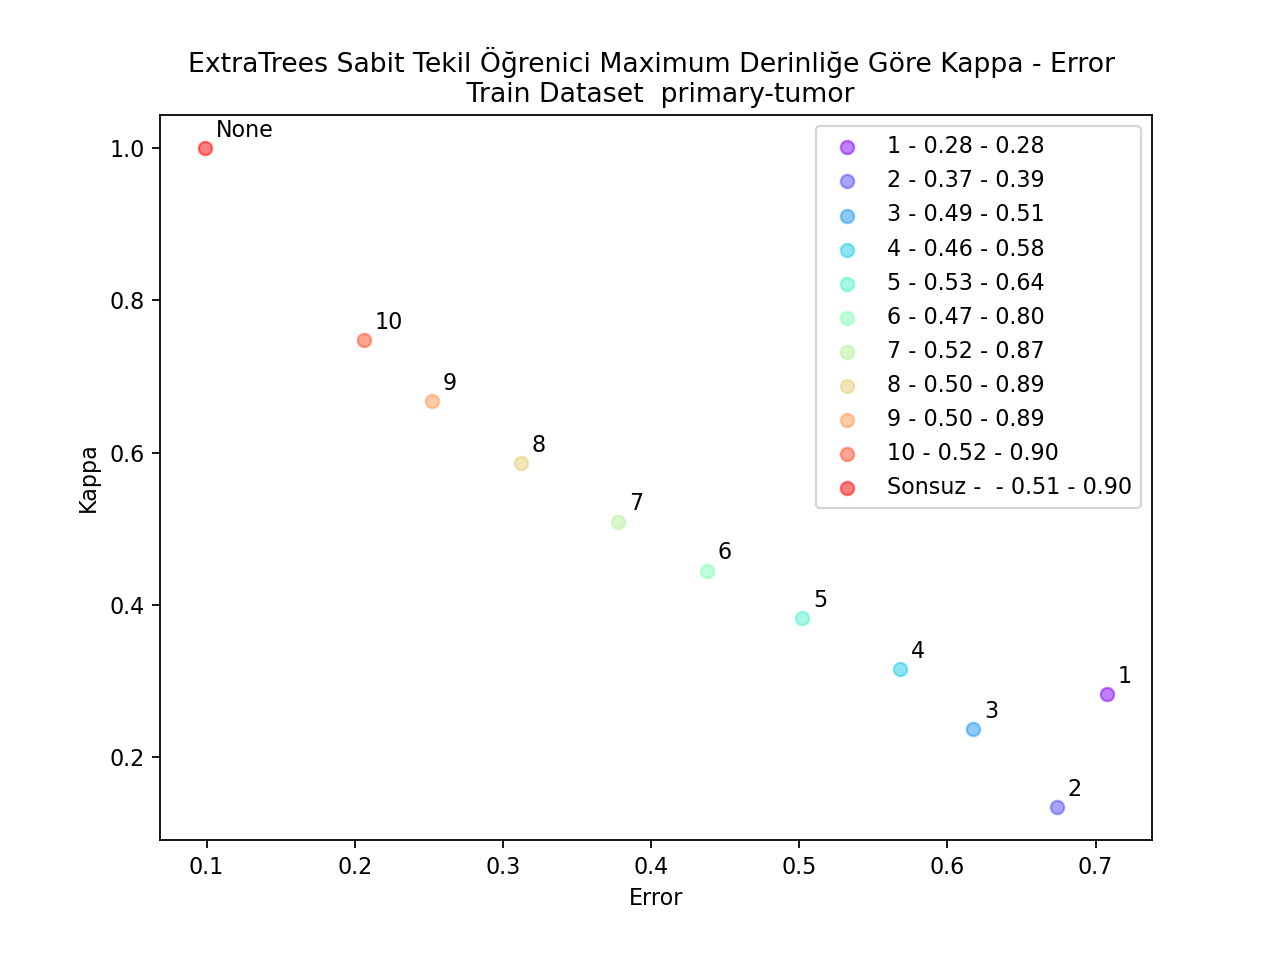 ExtraTrees Sabit Tekil Öğrenici Maximum Derinliğe Göre Kappa - Error
Train Dataset  primary-tumor
None
10
9
8
7
6
5
4
3
2
1
1 - 0.28 - 0.28
2 - 0.37 - 0.39
3 - 0.49 - 0.51
4 - 0.46 - 0.58
5 - 0.53 - 0.64
6 - 0.47 - 0.80
7 - 0.52 - 0.87
8 - 0.50 - 0.89
9 - 0.50 - 0.89
10 - 0.52 - 0.90
Sonsuz -  - 0.51 - 0.90
Kappa
1.0
0.8
0.6
0.4
0.2
0.1 0.2 0.3 0.4 0.5 0.6 0.7
Error